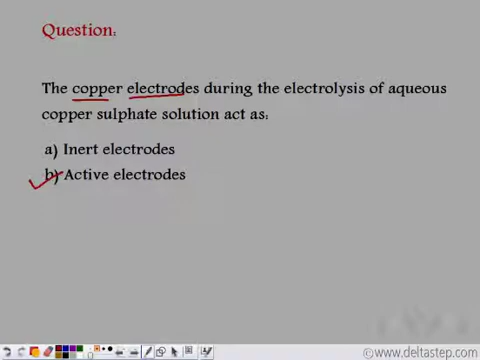 Question:
The copper electrodes during the electrolysis of aqueous
copper sulphate solution act as:
a) Inert electrodes
b) Active electrodes
©www.deltastep.com